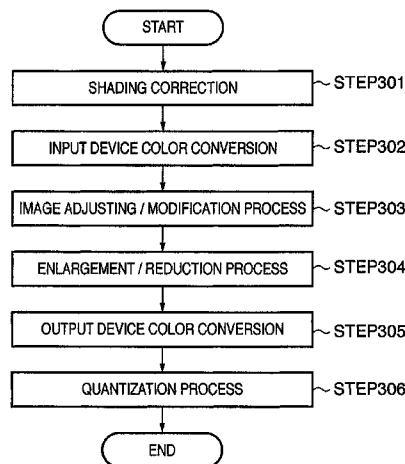 START
SHADING CORRECTION ~ STEP301
INPUT DEVICE COLOR CONVERSION ~ STEP302
IMAGE ADJUSTING / MODIFICATION PROCESS ~ STEP303
ENLARGEMENT / REDUCTION PROCESS ~ STEP304
OUTPUT DEVICE COLOR CONVERSION ~ STEP305
QUANTIZATION PROCESS ~ STEP306
END